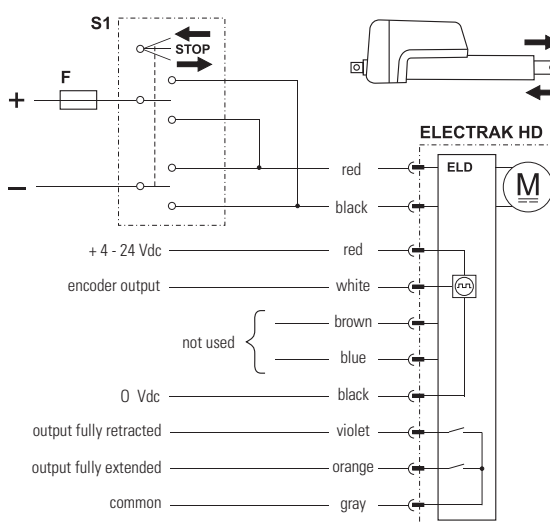 S1
STOP
F
+
−
ELECTRAK HD
ELD
M
red
black
+ 4 - 24 Vdc red
encoder output white
not used
brown
blue
0 Vdc black
output fully retracted violet
output fully extended orange
common gray